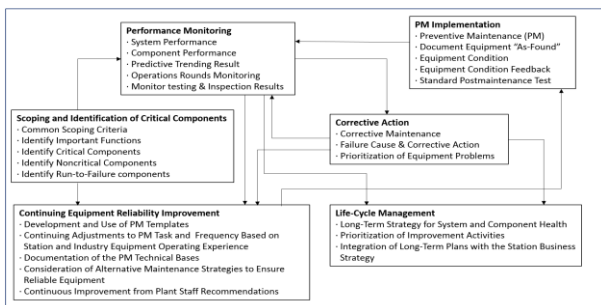 Performance Monitoring
· System Performance
· Component Performance
· Predictive Trending Result
· Operations Rounds Monitoring
· Monitor testing & Inspection Results
PM Implementation
· Preventive Maintenance (PM)
· Document Equipment “As-Found”
· Equipment Condition
· Equipment Condition Feedback
· Standard Postmaintenance Test
Scoping and Identification of Critical Components
· Common Scoping Criteria
· Identify Important Functions
· Identify Critical Components
· Identify Noncritical Components
· Identify Run-to-Failure components
Corrective Action
· Corrective Maintenance
· Failure Cause & Corrective Action
· Prioritization of Equipment Problems
Continuing Equipment Reliability Improvement
· Development and Use of PM Templates
· Continuing Adjustments to PM Task and Frequency Based on
Station and Industry Equipment Operating Experience
· Documentation of the PM Technical Bases
· Consideration of Alternative Maintenance Strategies to Ensure
Reliable Equipment
· Continuous Improvement from Plant Staff Recommendations
Life-Cycle Management
· Long-Term Strategy for System and Component Health
· Prioritization of Improvement Activities
· Integration of Long-Term Plans with the Station Business
Strategy